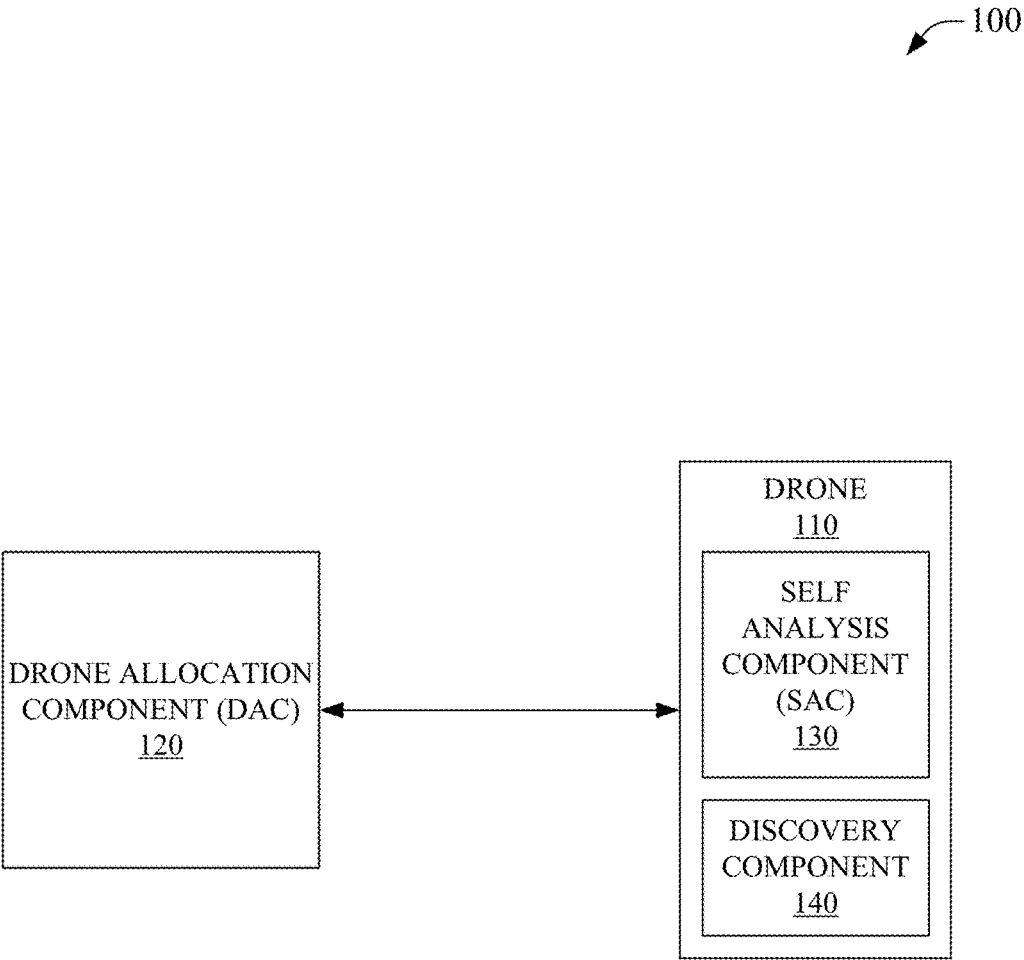 100
DRONE
110
DRONE ALLOCATION
COMPONENT (DAC)
120
SELF
ANALYSIS
COMPONENT
(SAC)
130
DISCOVERY
COMPONENT
140